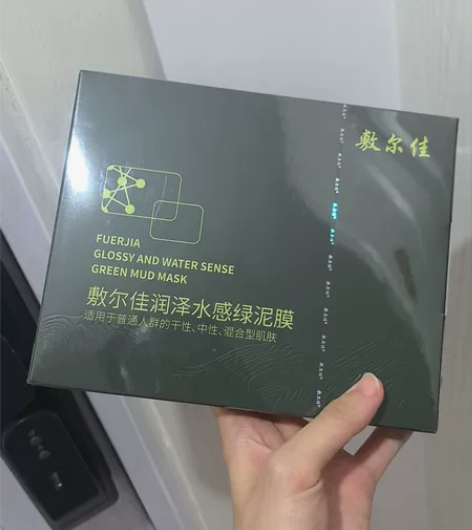 敷尔佳
FUERJIA
GLOSSY AND WATER SENSE
GREEN MUD MASK
敷尔佳润泽水感绿泥膜
适用于普通人群的干性、中性、混合型肌肤